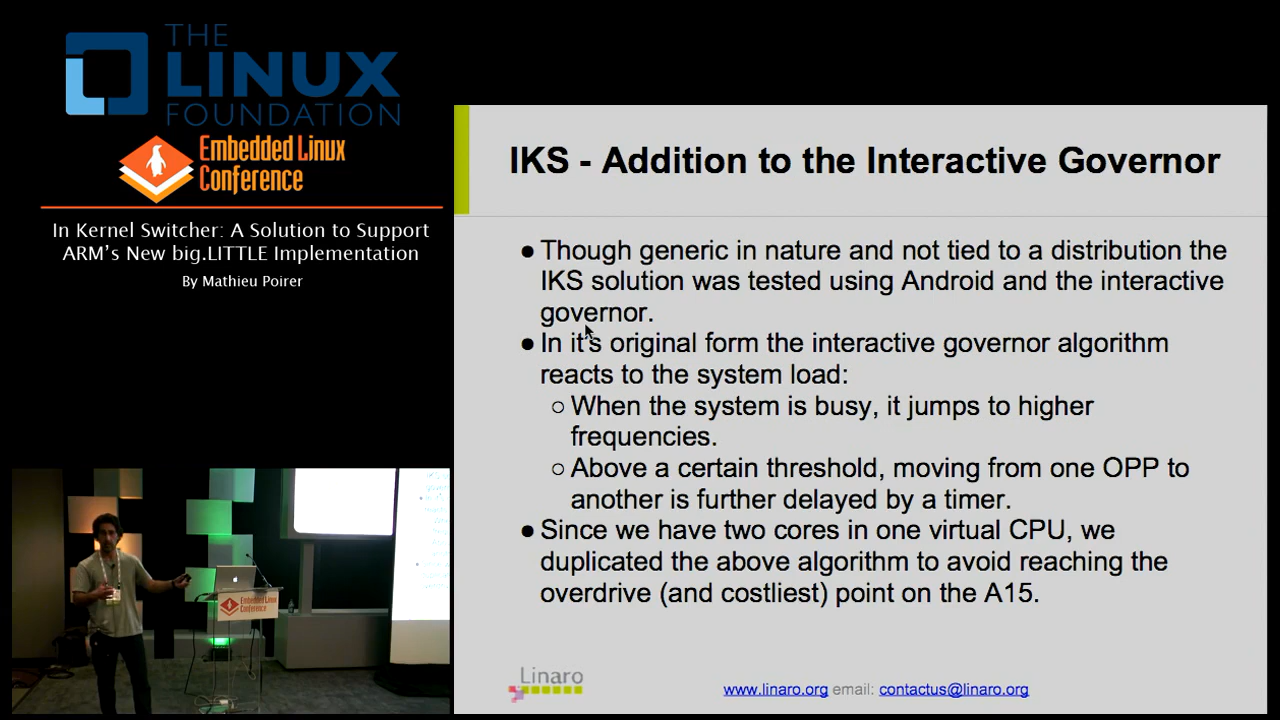 THE
LINUX
FOUNDATION
Embedded Linux
Conference
In Kernel Switcher: A Solution to Support
ARM's New big.LITTLE Implementation
By Mathieu Poirer
IKS - Addition to the Interactive Governor
● Though generic in nature and not tied to a distribution the
IKS solution was tested using Android and the interactive
governor.
● In it's original form the interactive governor algorithm
reacts to the system load:
○ When the system is busy, it jumps to higher
frequencies.
○ Above a certain threshold, moving from one OPP to
another is further delayed by a timer.
● Since we have two cores in one virtual CPU, we
duplicated the above algorithm to avoid reaching the
overdrive (and costliest) point on the A15.
Linaro
www.linaro.org email: contactus@linaro.org
Embedded Linux
Conference